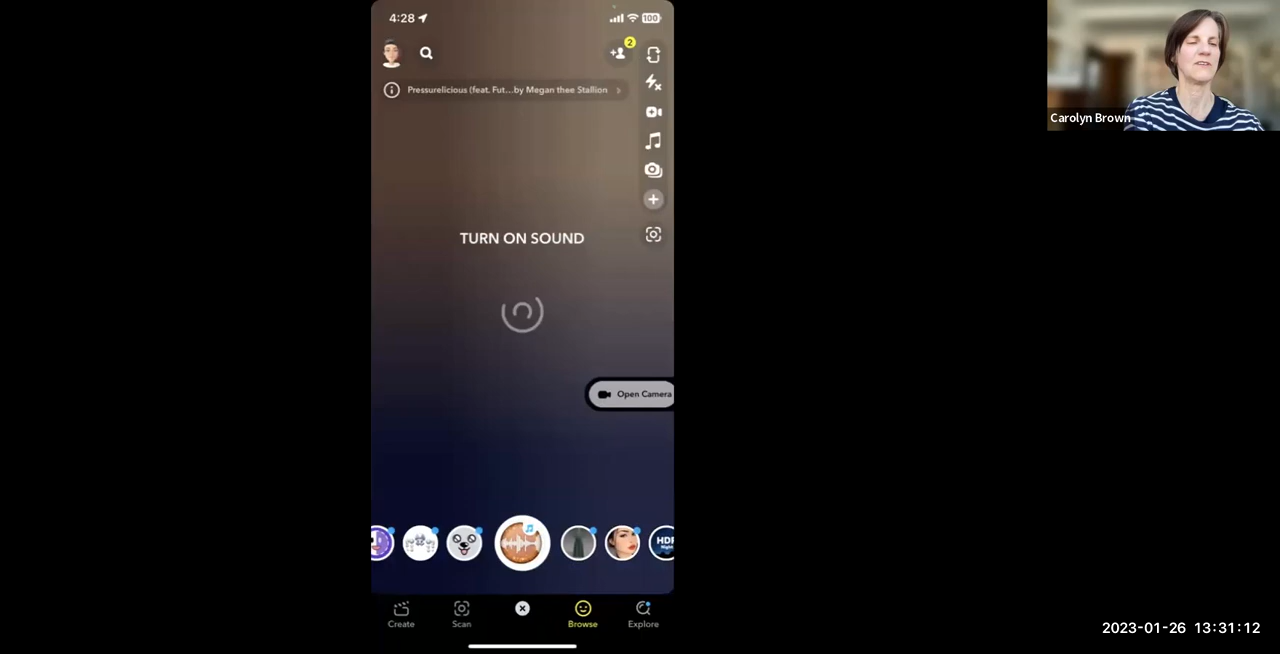 4:28
100
2
Pressurelicious (feat. Fut...by Megan thee Stallion
TURN ON SOUND
Open Camera
HDR
Night
Create
Scan
Browse
Explore
Carolyn Brown
2023-01-26 13:31:12